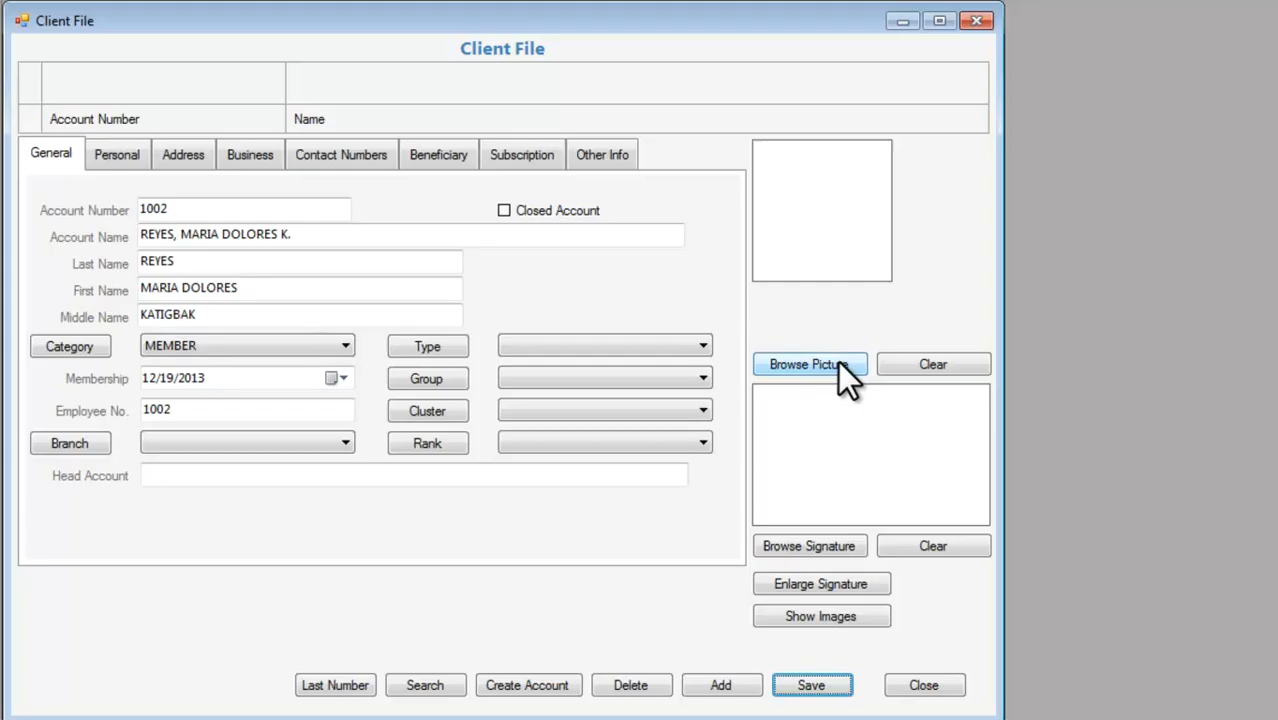 Client File
Client File
Account Number Name
General Personal Address Business Contact Numbers Beneficiary Subscription Other Info
Account Number 1002 Closed Account
Account Name REYES, MARIA DOLORES K.
Last Name REYES
First Name MARIA DOLORES
Middle Name KATIGBAK
Category MEMBER Type
Browse Picture Clear
Membership 12/19/2013 Group
Employee No. 1002 Cluster
Branch Rank
Head Account
Browse Signature Clear
Enlarge Signature
Show Images
Last Number Search Create Account Delete Add Save Close